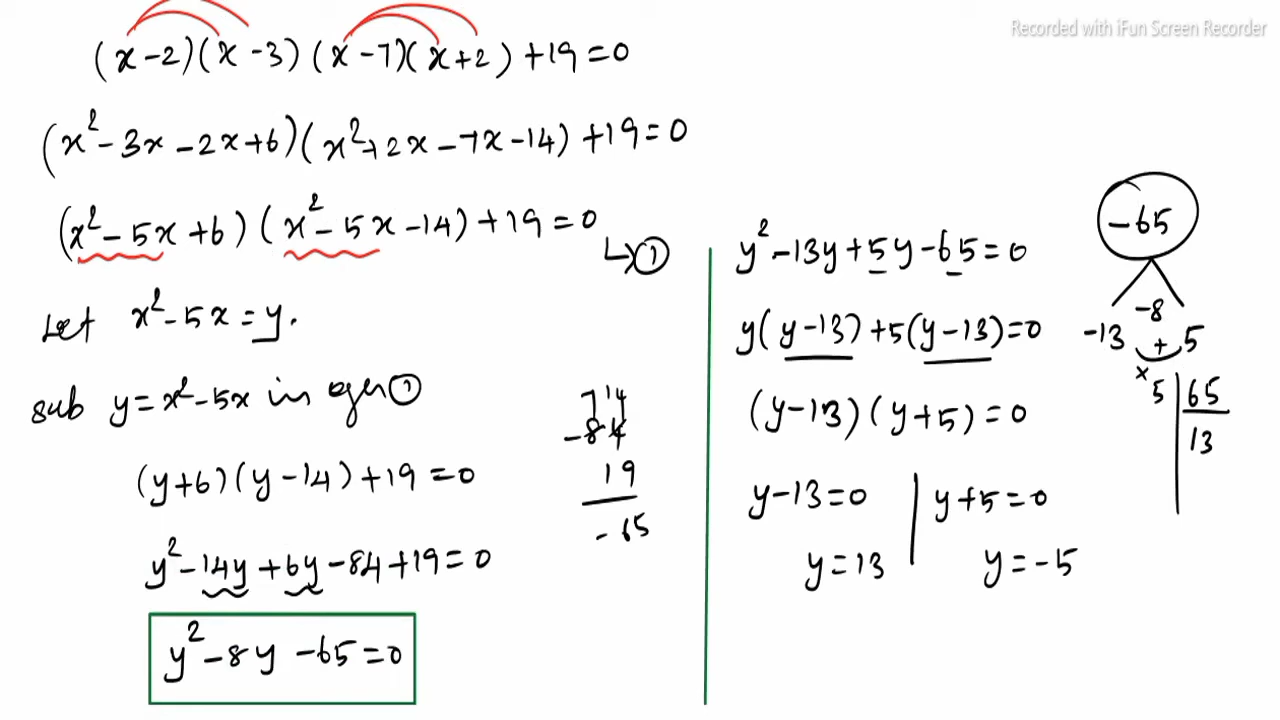 Recorded with iFun Screen Recorder
(x-2)(x-3)(x-7)(x+2)+19=0
(x²-3x-2x+6)(x²+2x-7x-14)+19=0
(x²-5x+6)(x²-5x-14)+19=0
↳①
Let x²-5x=y.
sub y=x²-5x in eqn①
(y+6)(y-14)+19=0
y²-14y+6y-84+19=0
y²-8y-65=0
7 14
-84
19
-65
y²-13y+5y-65=0
y(y-13)+5(y-13)=0
(y-13)(y+5)=0
y-13=0 | y+5=0
y=13 | y=-5
-65
-8
-13 + 5
x
5 | 65
13